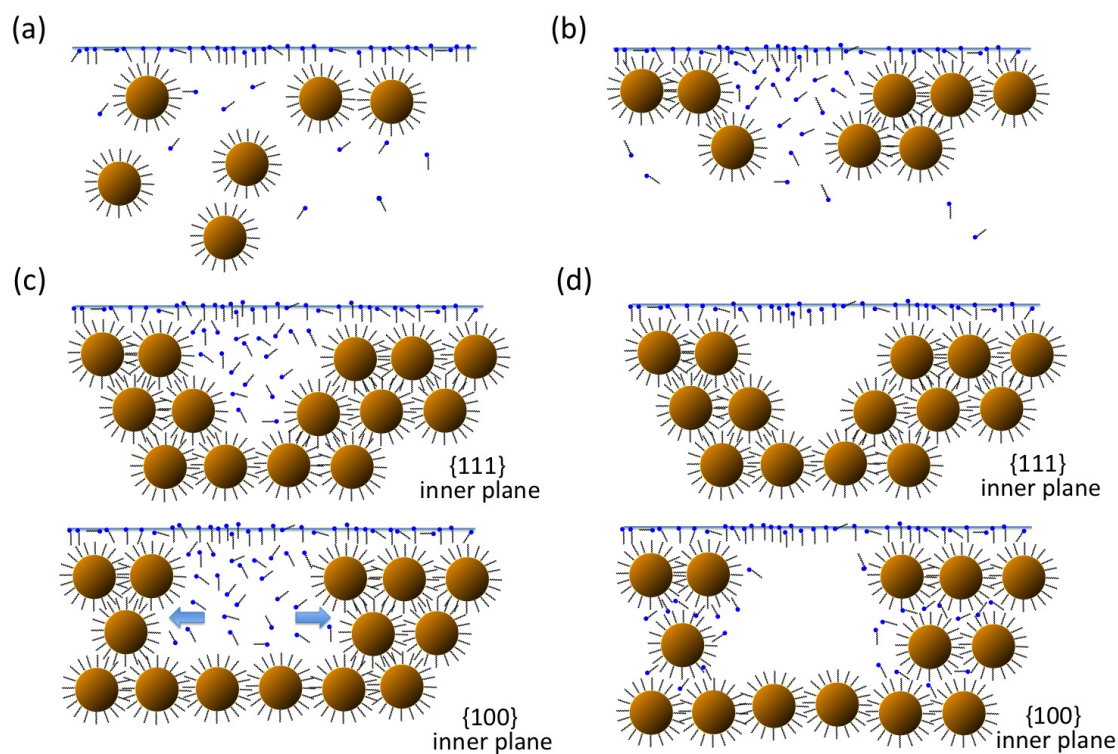 (a)
(b)
(c)
(d)
{111}
inner plane
{111}
inner plane
{100}
inner plane
{100}
inner plane